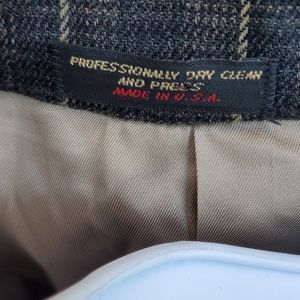 PROFESSIONALLY DRY CLEAN
AND PRESS
MADE IN U.S.A.